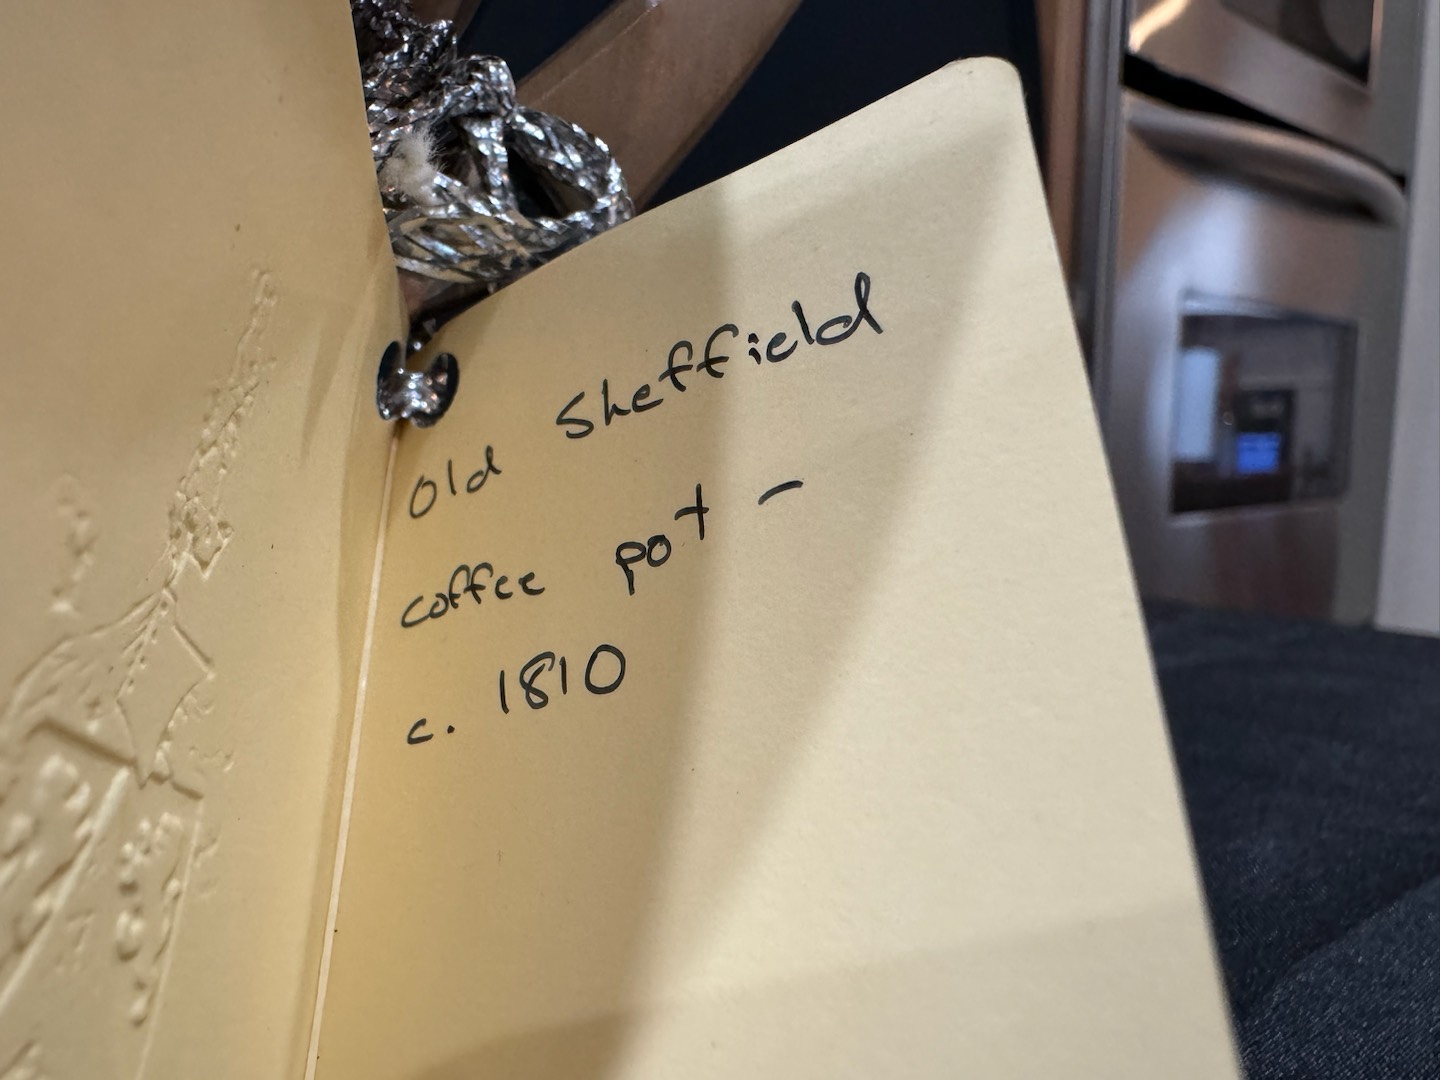 Old Sheffield
coffee pot –
c. 1810